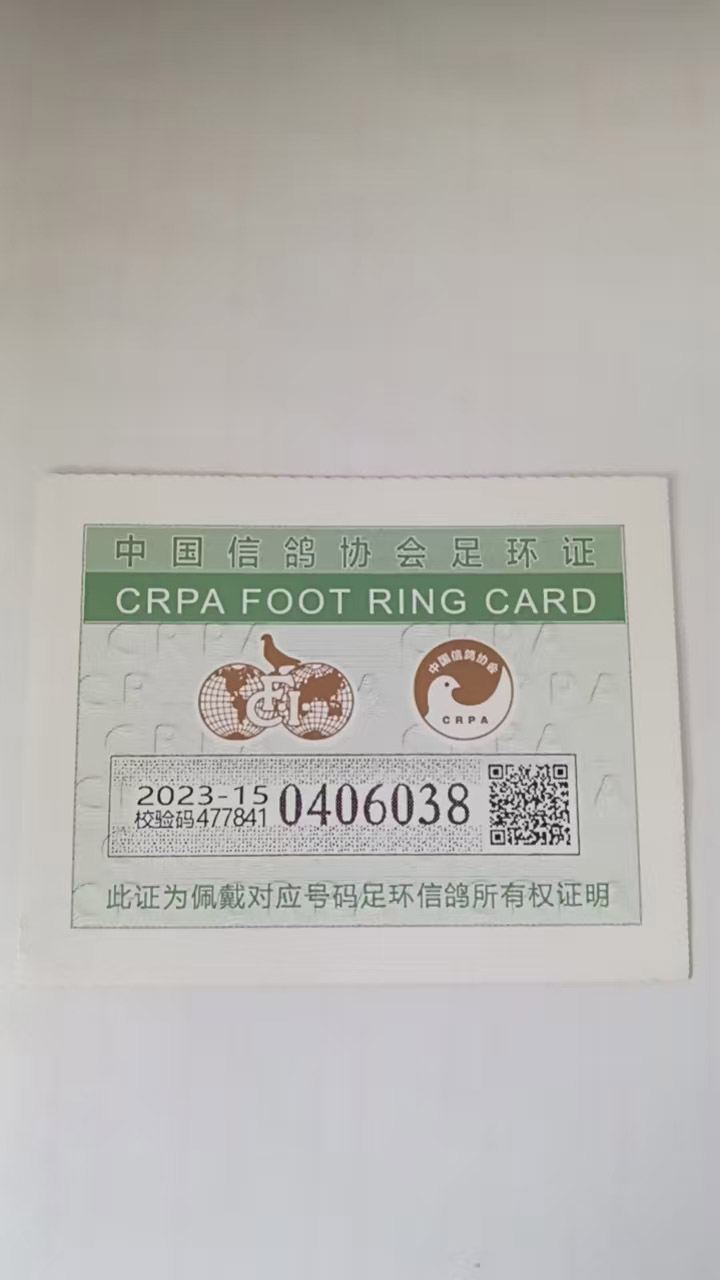 中国信鸽协会足环证
CRPA FOOT RING CARD
FCI
中国信鸽协会
CRPA
2023-15
校验码477841
0406038
此证为佩戴对应号码足环信鸽所有权证明